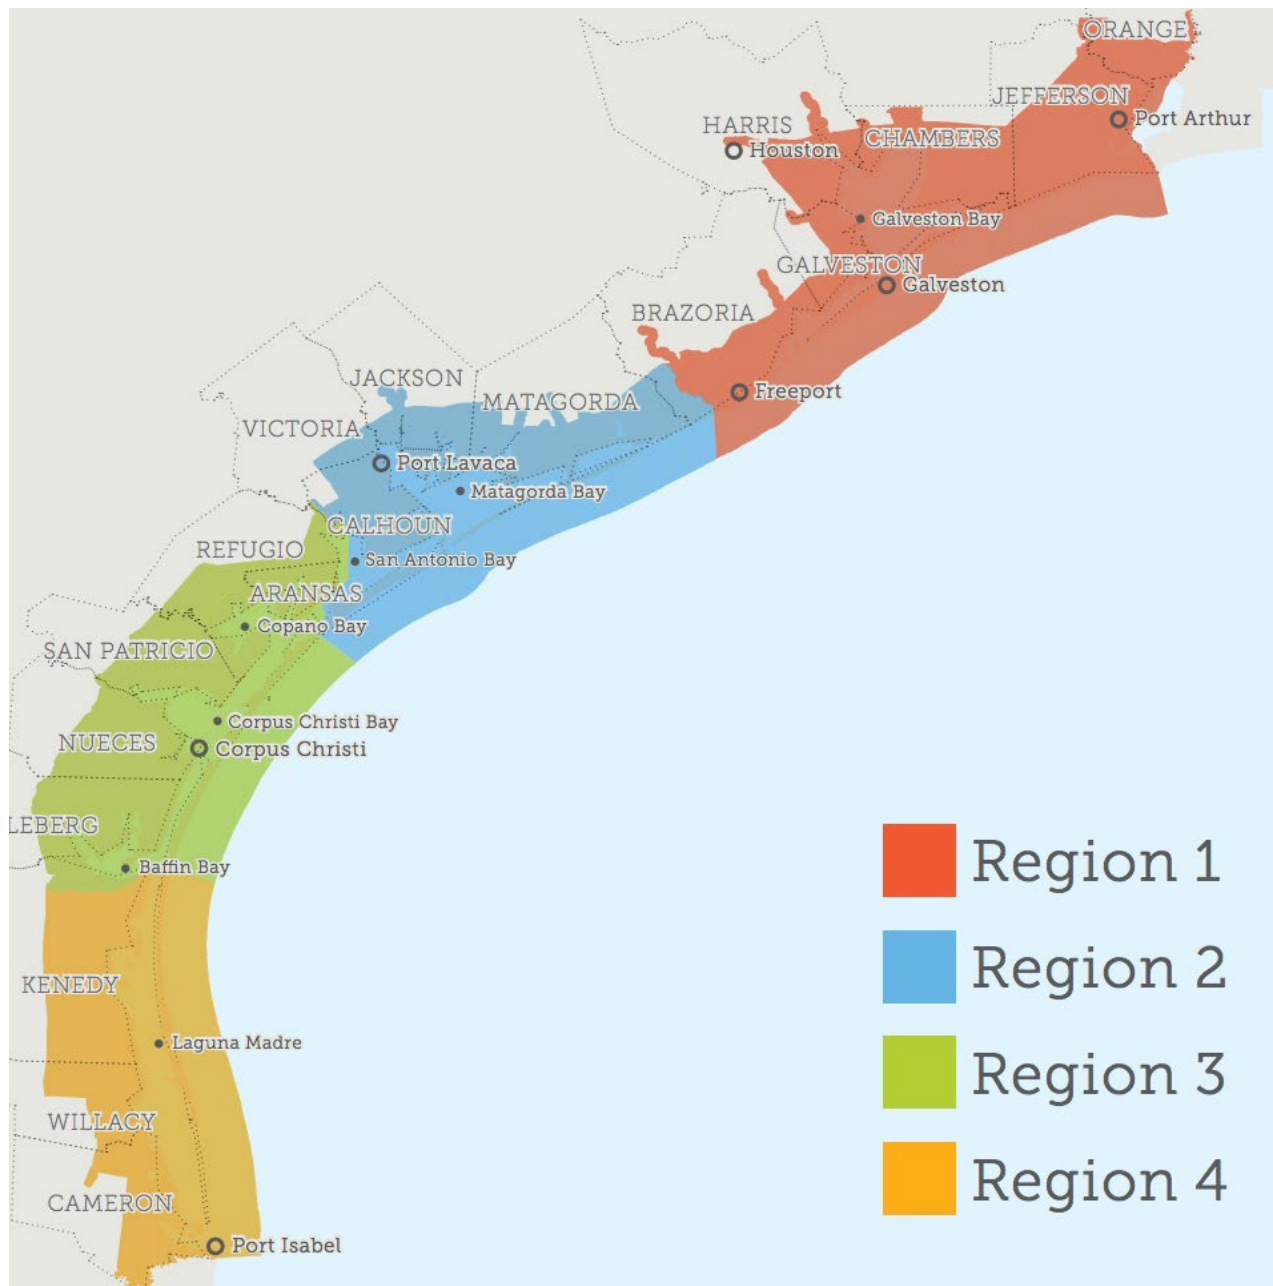 ORANGE
JEFFERSON
Port Arthur
HARRIS
CHAMBERS
Houston
Galveston Bay
GALVESTON
Galveston
BRAZORIA
JACKSON
Freeport
MATAGORDA
VICTORIA
Port Lavaca
Matagorda Bay
CALHOUN
REFUGIO
San Antonio Bay
ARANSAS
Copano Bay
SAN PATRICIO
Corpus Christi Bay
NUECES
Corpus Christi
LEBERG
Baffin Bay
KENEDY
Laguna Madre
WILLACY
CAMERON
Port Isabel
Region 1
Region 2
Region 3
Region 4